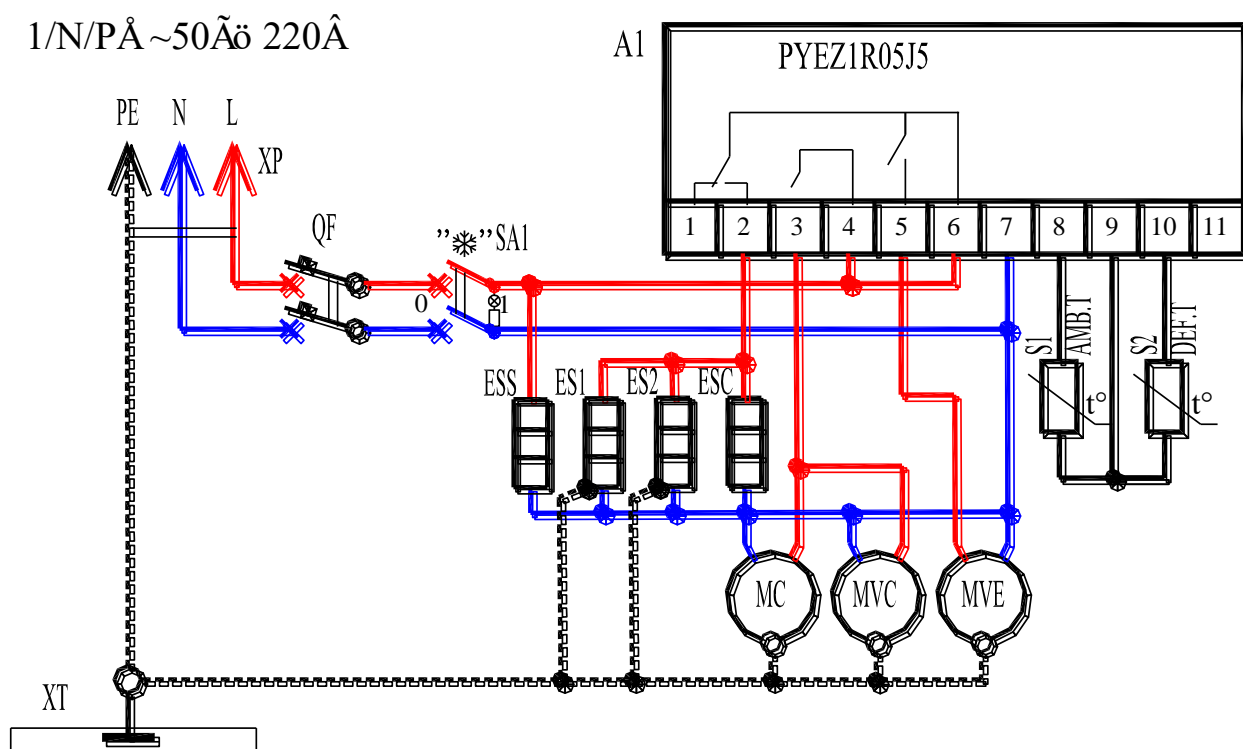 1/N/PÅ ~50Ãö 220Â
A1
PYEZ1R05J5
PE N L
XP
1 2 3 4 5 6 7 8 9 10 11
QF
"❄" SA1
0 1
S1 AMB.T
S2 DEF.T
t° t°
ESS ES1 ES2 ESC
MC MVC MVE
XT